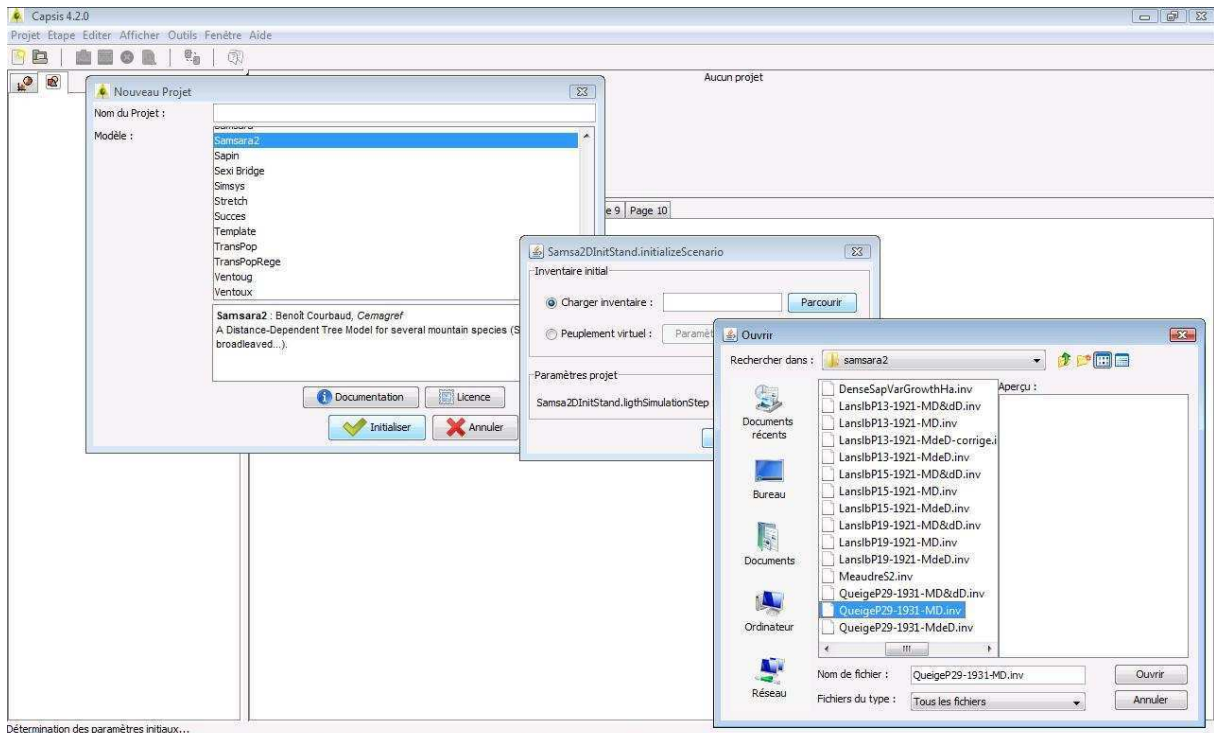 Capsis 4.2.0
Projet Etape Editer Afficher Outils Fenêtre Aide
Aucun projet
Nouveau Projet
Nom du Projet :
Modèle :
Samsara2
Sapin
Sexi Bridge
Simsys
Stretch
Succes
Template
TransPop
TransPopRege
Ventoug
Ventoux
Samsara2 : Benoît Courbaud, Cemagref
A Distance-Dependent Tree Model for several mountain species (S
broadleaved...).
Documentation
Licence
Initialiser
Annuler
e 9
Page 10
Samsa2DInitStand.initializeScenario
Inventaire initial
Charger inventaire :
Parcourir
Peuplement virtuel :
Paramèt
Paramètres projet
Samsa2DInitStand.ligthSimulationStep
Ouvrir
Rechercher dans :
samsara2
Documents récents
Bureau
Documents
Ordinateur
Réseau
DenseSapVarGrowthHa.inv
LanslbP13-1921-MD&dD.inv
LanslbP13-1921-MD.inv
LanslbP13-1921-MdeD-corrige.i
LanslbP13-1921-MdeD.inv
LanslbP15-1921-MD&dD.inv
LanslbP15-1921-MD.inv
LanslbP15-1921-MdeD.inv
LanslbP19-1921-MD&dD.inv
LanslbP19-1921-MD.inv
LanslbP19-1921-MdeD.inv
MeaudreS2.inv
QueigeP29-1931-MD&dD.inv
QueigeP29-1931-MD.inv
QueigeP29-1931-MdeD.inv
Aperçu :
Nom de fichier :
QueigeP29-1931-MD.inv
Ouvrir
Fichiers du type :
Tous les fichiers
Annuler
Détermination des paramètres initiaux...